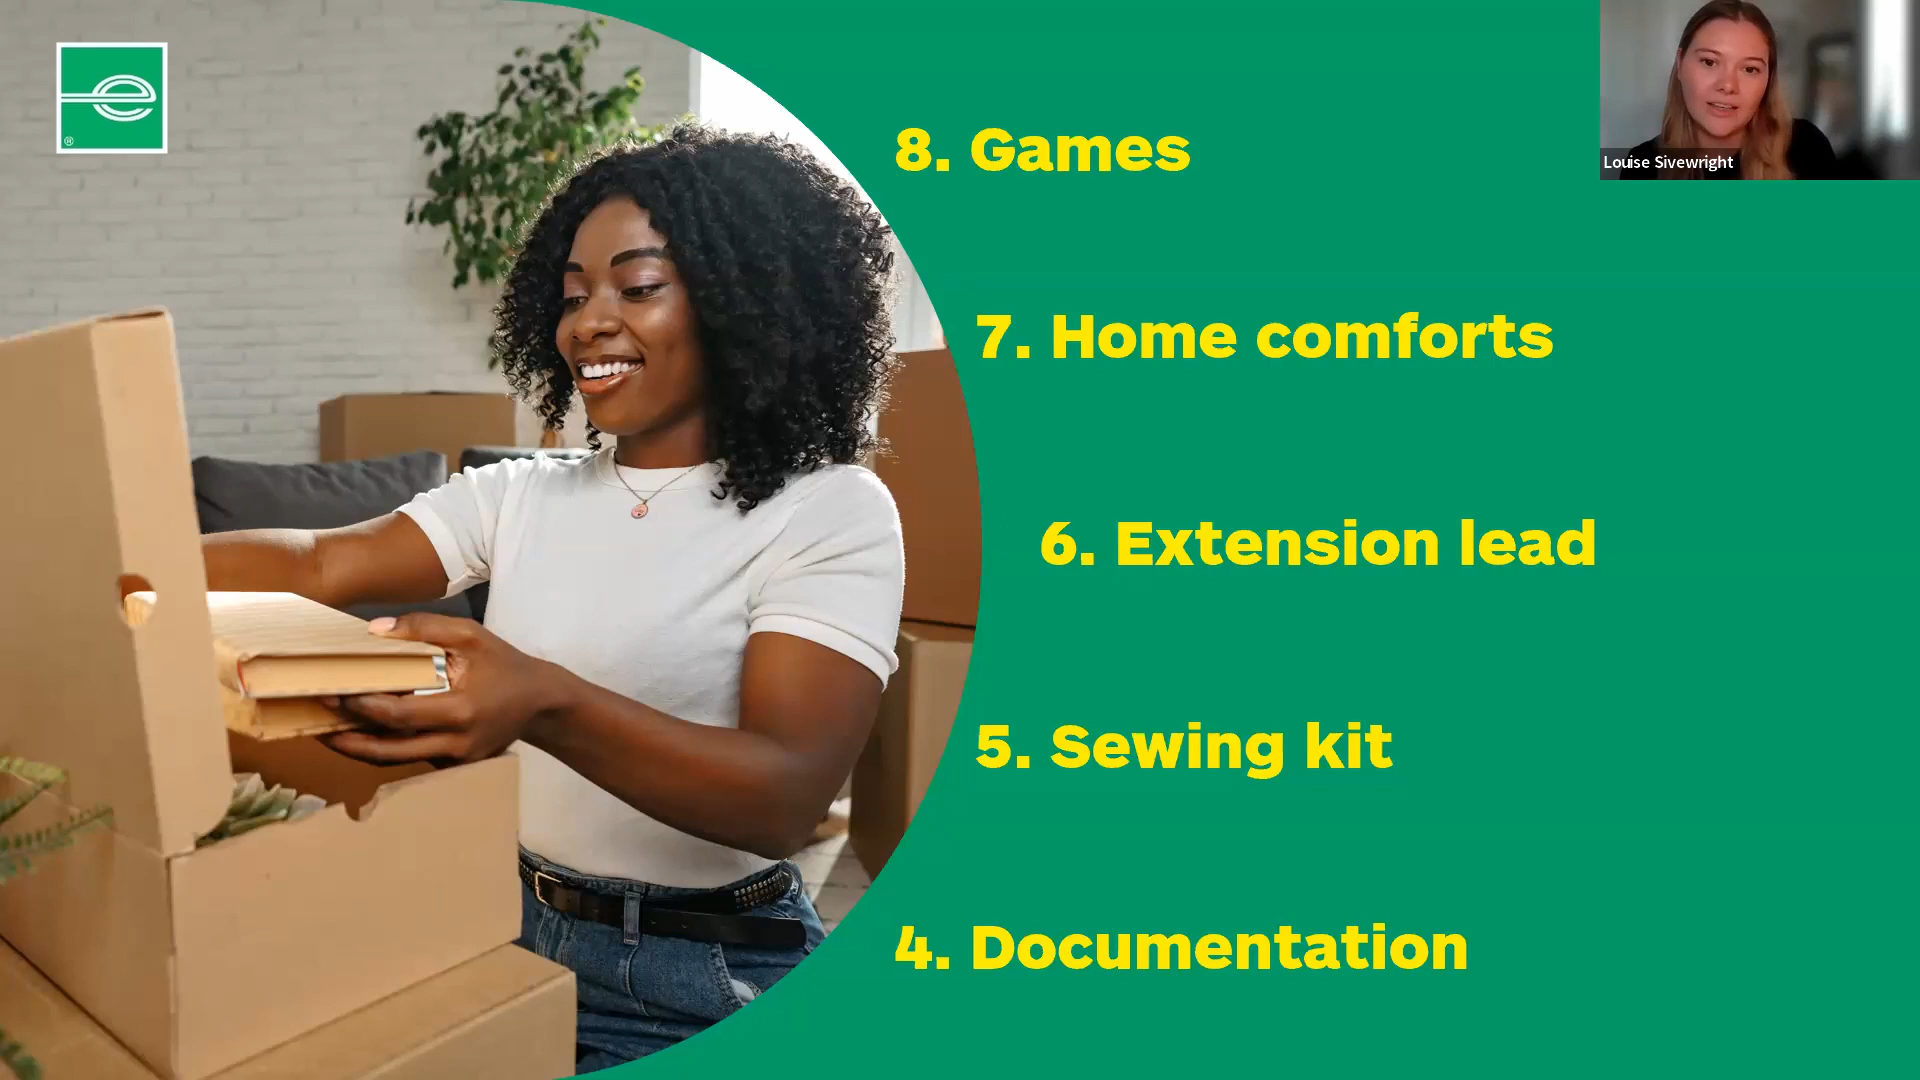 8. Games
Louise Sivewright
7. Home comforts
6. Extension lead
5. Sewing kit
4. Documentation